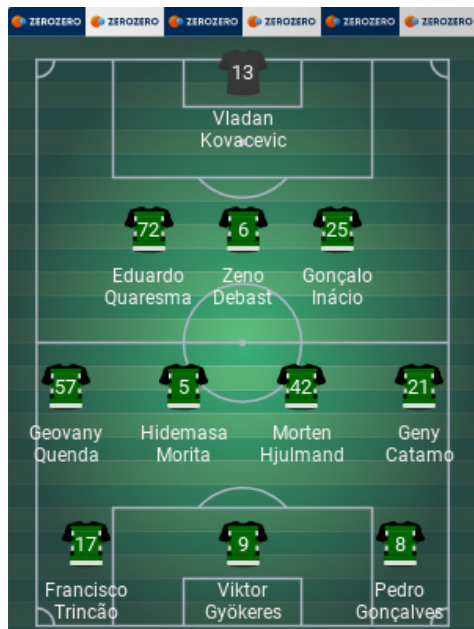 ZEROZERO ZEROZERO ZEROZERO ZEROZERO ZEROZERO ZEROZERO
13
Vladan
Kovacevic
72 6 25
Eduardo Zeno Gonçalo
Quaresma Debast Inácio
57 5 42 21
Geovany Hidemasa Morten Geny
Quenda Morita Hjulmand Catamo
17 9 8
Francisco Viktor Pedro
Trincão Gyökeres Gonçalves